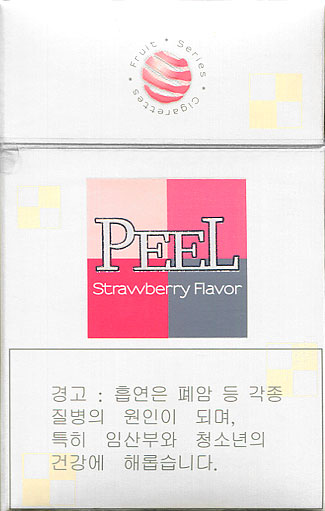 Fruit • Series • Cigarettes •
PEEL
Strawberry Flavor
경고 : 흡연은 폐암 등 각종
질병의 원인이 되며,
특히 임산부와 청소년의
건강에 해롭습니다.